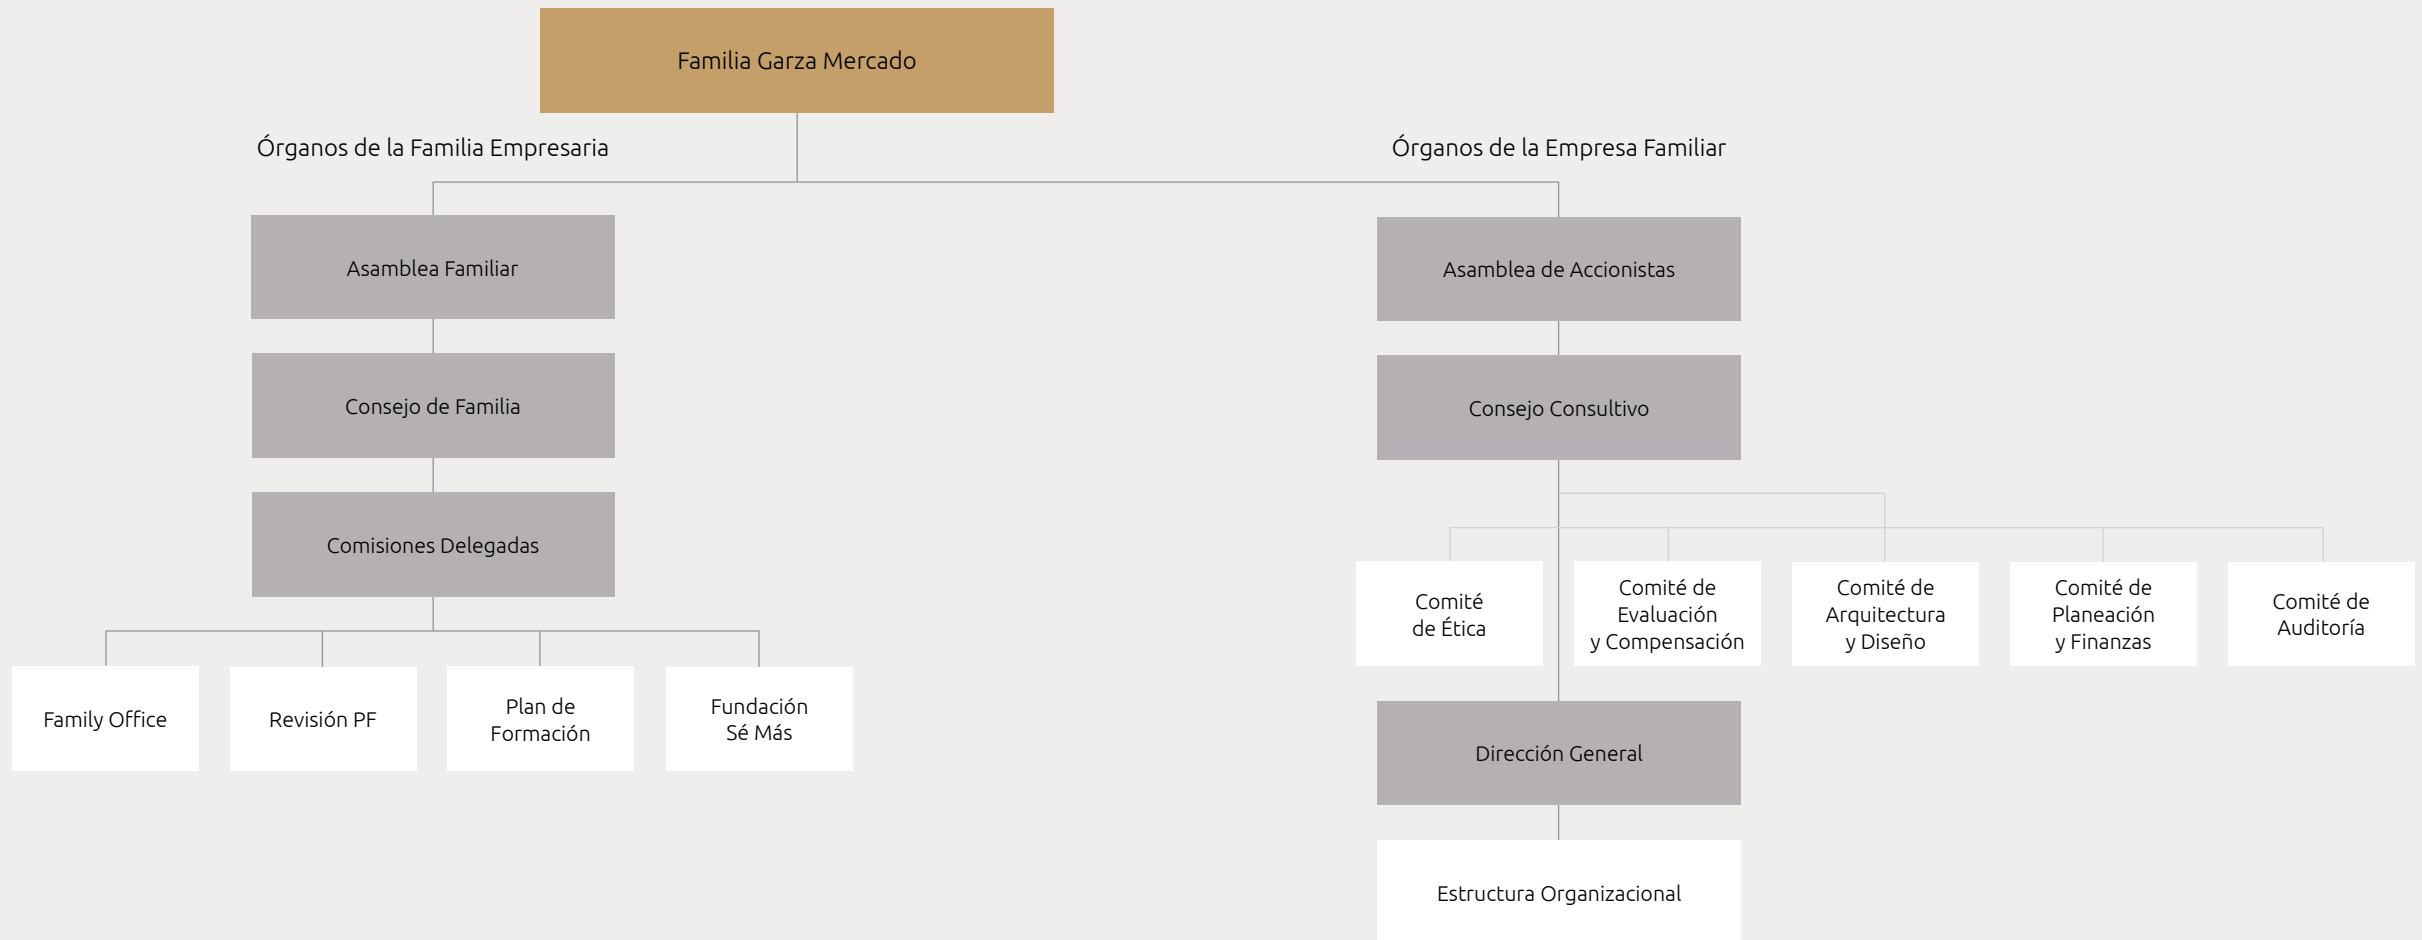 Familia Garza Mercado
Órganos de la Familia Empresaria
Órganos de la Empresa Familiar
Asamblea Familiar
Asamblea de Accionistas
Consejo de Familia
Consejo Consultivo
Comisiones Delegadas
Comité
de Ética
Comité de
Evaluación
y Compensación
Comité de
Arquitectura
y Diseño
Comité de
Planeación
y Finanzas
Comité de
Auditoría
Family Office
Revisión PF
Plan de
Formación
Fundación
Sé Más
Dirección General
Estructura Organizacional